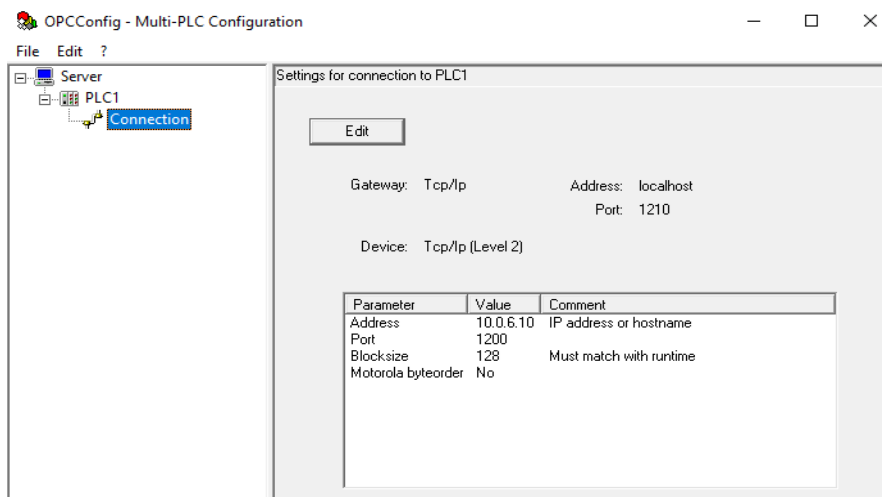 OPCConfig - Multi-PLC Configuration
File Edit ?
Server
PLC1
Connection
Settings for connection to PLC1
Edit
Gateway: Tcp/Ip Address: localhost
Port: 1210
Device: Tcp/Ip (Level 2)
Parameter Value Comment
Address 10.0.6.10 IP address or hostname
Port 1200
Blocksize 128 Must match with runtime
Motorola byteorder No